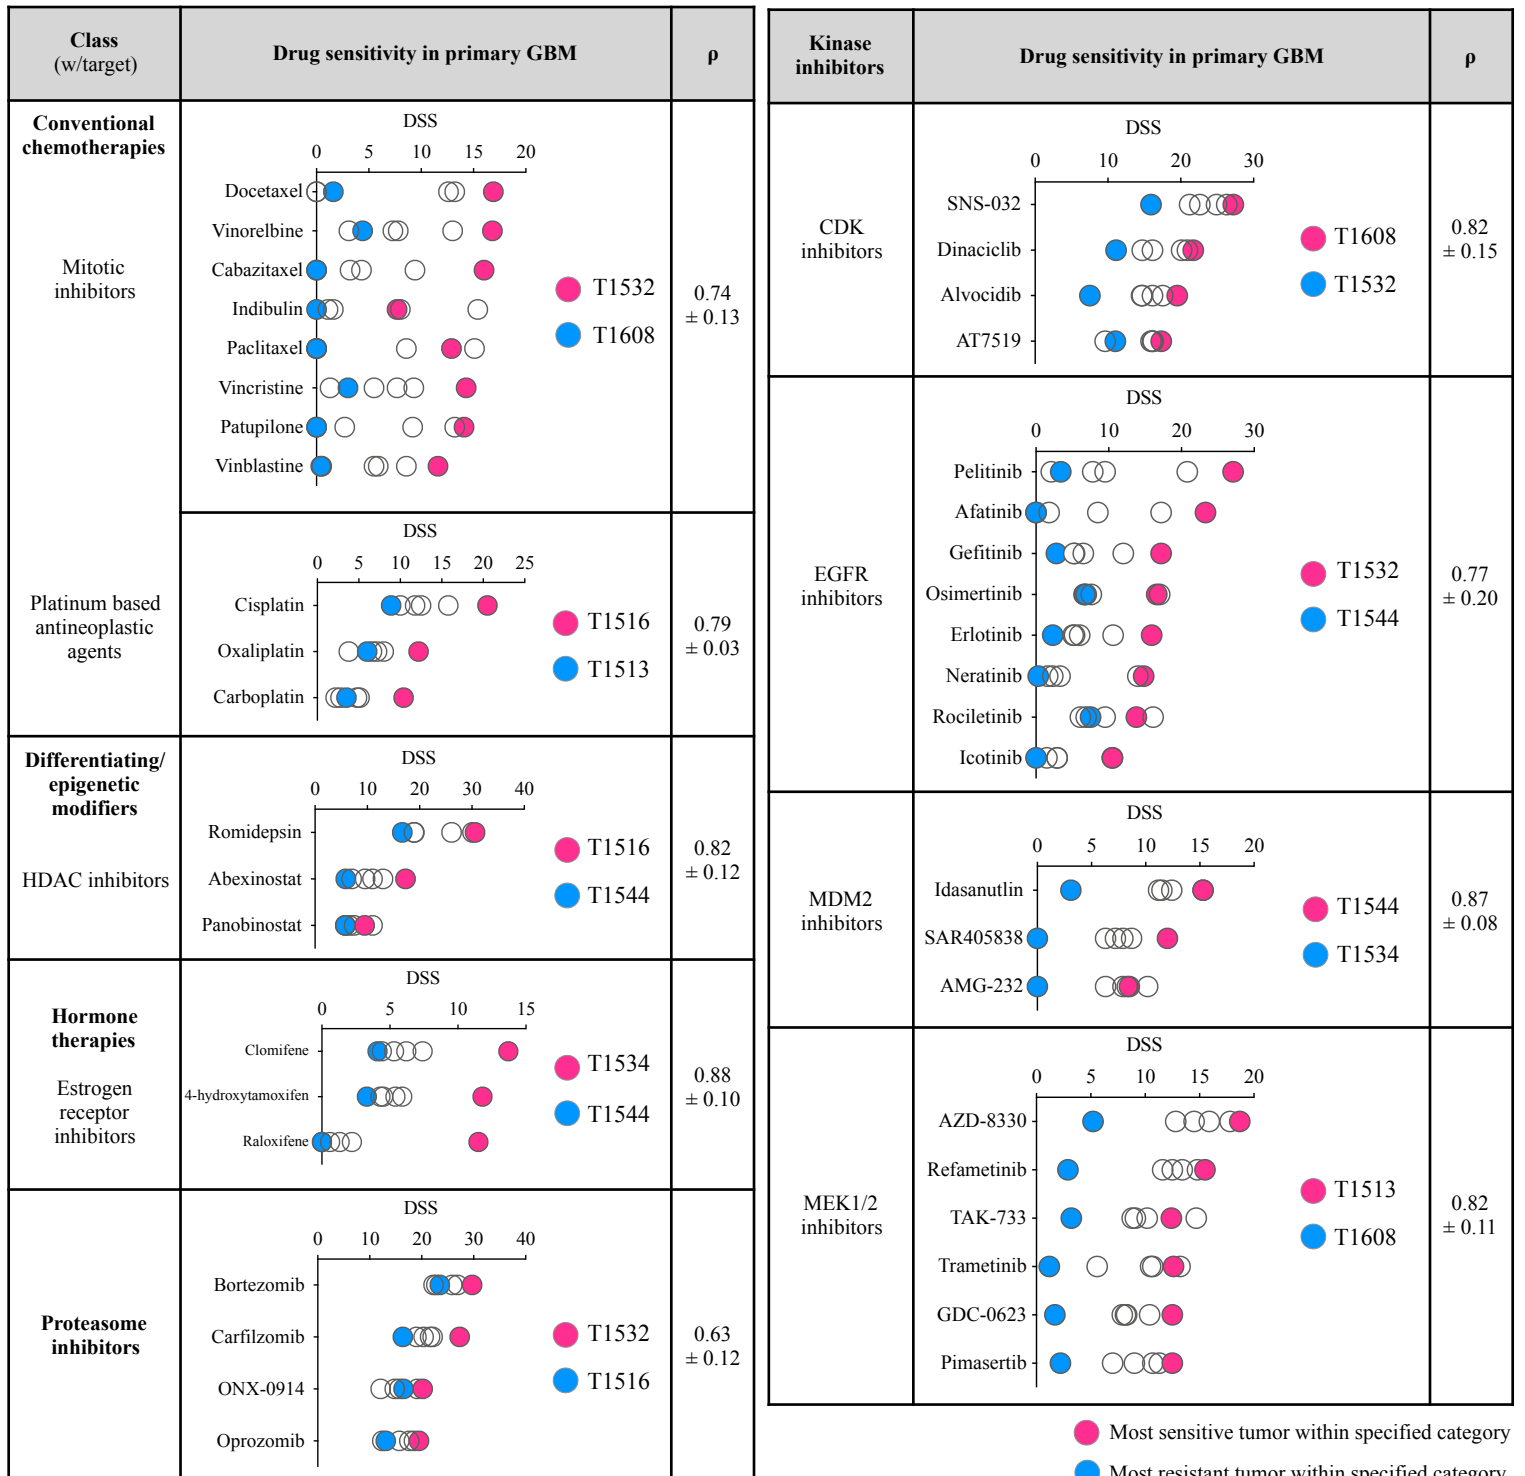 Class
(w/target)
Drug sensitivity in primary GBM
ρ
Conventional
chemotherapies
Mitotic
inhibitors
DSS
0 5 10 15 20
Docetaxel
Vinorelbine
Cabazitaxel
Indibulin
Paclitaxel
Vincristine
Patupilone
Vinblastine
T1532
T1608
0.74
± 0.13
Platinum based
antineoplastic
agents
DSS
0 5 10 15 20 25
Cisplatin
Oxaliplatin
Carboplatin
T1516
T1513
0.79
± 0.03
Differentiating/
epigenetic
modifiers
HDAC inhibitors
DSS
0 10 20 30 40
Romidepsin
Abexinostat
Panobinostat
T1516
T1544
0.82
± 0.12
Hormone
therapies
Estrogen
receptor
inhibitors
DSS
0 5 10 15
Clomifene
4-hydroxytamoxifen
Raloxifene
T1534
T1544
0.88
± 0.10
Proteasome
inhibitors
DSS
0 10 20 30 40
Bortezomib
Carfilzomib
ONX-0914
Oprozomib
T1532
T1516
0.63
± 0.12
Kinase
inhibitors
Drug sensitivity in primary GBM
ρ
CDK
inhibitors
DSS
0 10 20 30
SNS-032
Dinaciclib
Alvocidib
AT7519
T1608
T1532
0.82
± 0.15
EGFR
inhibitors
DSS
0 10 20 30
Pelitinib
Afatinib
Gefitinib
Osimertinib
Erlotinib
Neratinib
Rociletinib
Icotinib
T1532
T1544
0.77
± 0.20
MDM2
inhibitors
DSS
0 5 10 15 20
Idasanutlin
SAR405838
AMG-232
T1544
T1534
0.87
± 0.08
MEK1/2
inhibitors
DSS
0 5 10 15 20
AZD-8330
Refametinib
TAK-733
Trametinib
GDC-0623
Pimasertib
T1513
T1608
0.82
± 0.11
Most sensitive tumor within specified category
Most resistant tumor within specified category